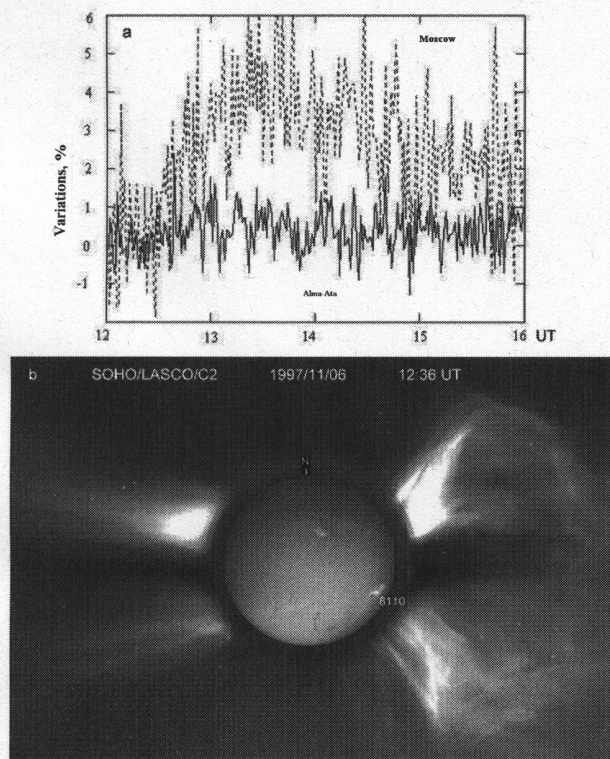 6
a
Moscow
5
4
3
2
1
0
-1
Variations, %
Alma-Ata
12 13 14 15 16 UT
b SOHO/LASCO/C2 1997/11/06 12:36 UT
N
8110